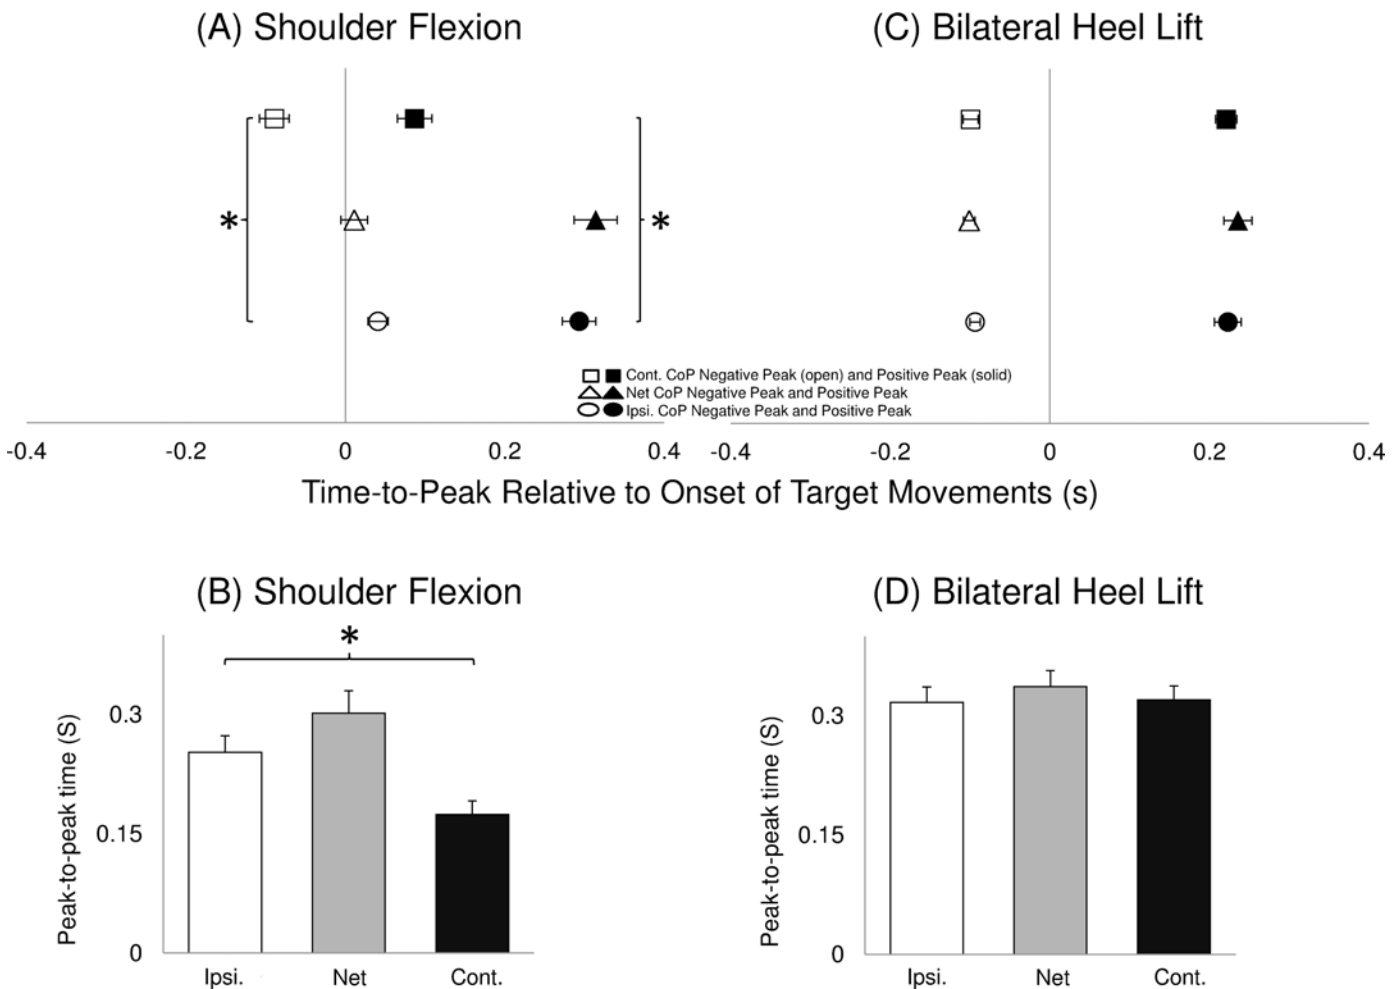 (A) Shoulder Flexion
(C) Bilateral Heel Lift
*
*
Cont. CoP Negative Peak (open) and Positive Peak (solid)
Net CoP Negative Peak and Positive Peak
Ipsi. CoP Negative Peak and Positive Peak
-0.4 -0.2 0 0.2 0.4
-0.4 -0.2 0 0.2 0.4
Time-to-Peak Relative to Onset of Target Movements (s)
(B) Shoulder Flexion
*
Peak-to-peak time (S)
0.3
0.15
0
Ipsi. Net Cont.
(D) Bilateral Heel Lift
Peak-to-peak time (S)
0.3
0.15
0
Ipsi. Net Cont.